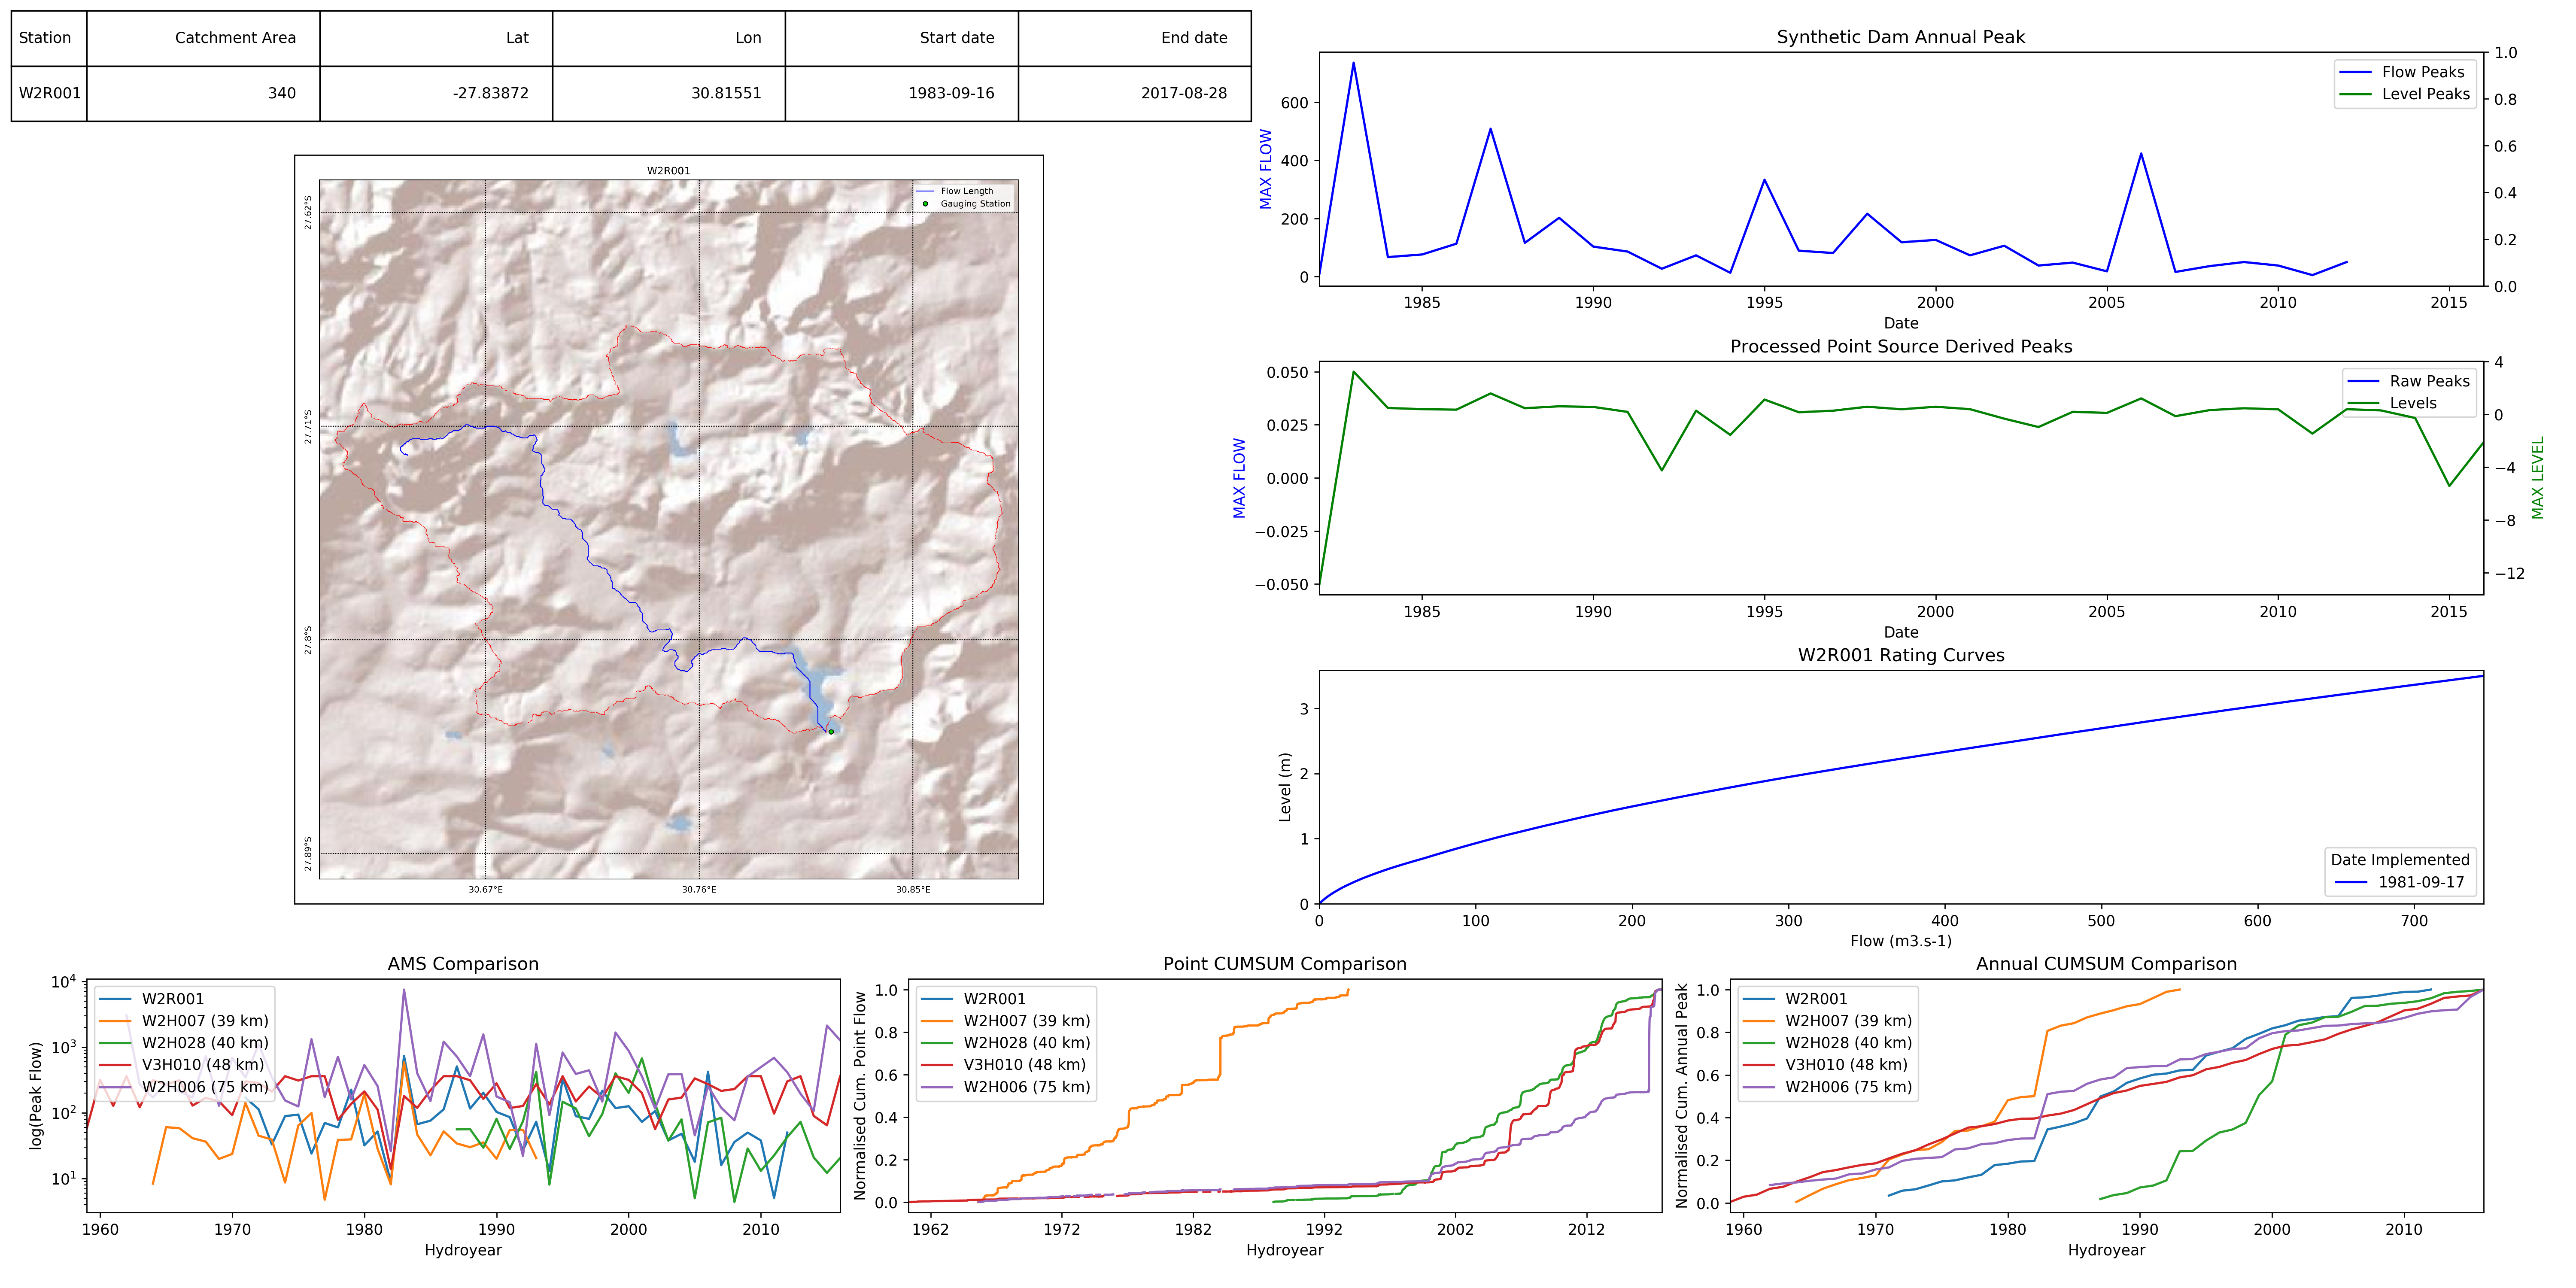 Station Catchment Area Lat Lon Start date End date
W2R001 340 -27.83872 30.81551 1983-09-16 2017-08-28
W2R001
Flow Length
Gauging Station
27.62°S
27.71°S
27.8°S
27.89°S
30.67°E 30.76°E 30.85°E
Synthetic Dam Annual Peak
Flow Peaks
Level Peaks
MAX FLOW
600
400
200
0
1.0
0.8
0.6
0.4
0.2
0.0
1985 1990 1995 2000 2005 2010 2015
Date
Processed Point Source Derived Peaks
Raw Peaks
Levels
MAX FLOW
0.050
0.025
0.000
−0.025
−0.050
4
0
−4
−8
−12
MAX LEVEL
1985 1990 1995 2000 2005 2010 2015
Date
W2R001 Rating Curves
Level (m)
3
2
1
0
Date Implemented
1981-09-17
0 100 200 300 400 500 600 700
Flow (m3.s-1)
AMS Comparison
log(Peak Flow)
10⁴
10³
10²
10¹
W2R001
W2H007 (39 km)
W2H028 (40 km)
V3H010 (48 km)
W2H006 (75 km)
1960 1970 1980 1990 2000 2010
Hydroyear
Point CUMSUM Comparison
Normalised Cum. Point Flow
1.0
0.8
0.6
0.4
0.2
0.0
W2R001
W2H007 (39 km)
W2H028 (40 km)
V3H010 (48 km)
W2H006 (75 km)
1962 1972 1982 1992 2002 2012
Hydroyear
Annual CUMSUM Comparison
Normalised Cum. Annual Peak
1.0
0.8
0.6
0.4
0.2
0.0
W2R001
W2H007 (39 km)
W2H028 (40 km)
V3H010 (48 km)
W2H006 (75 km)
1960 1970 1980 1990 2000 2010
Hydroyear